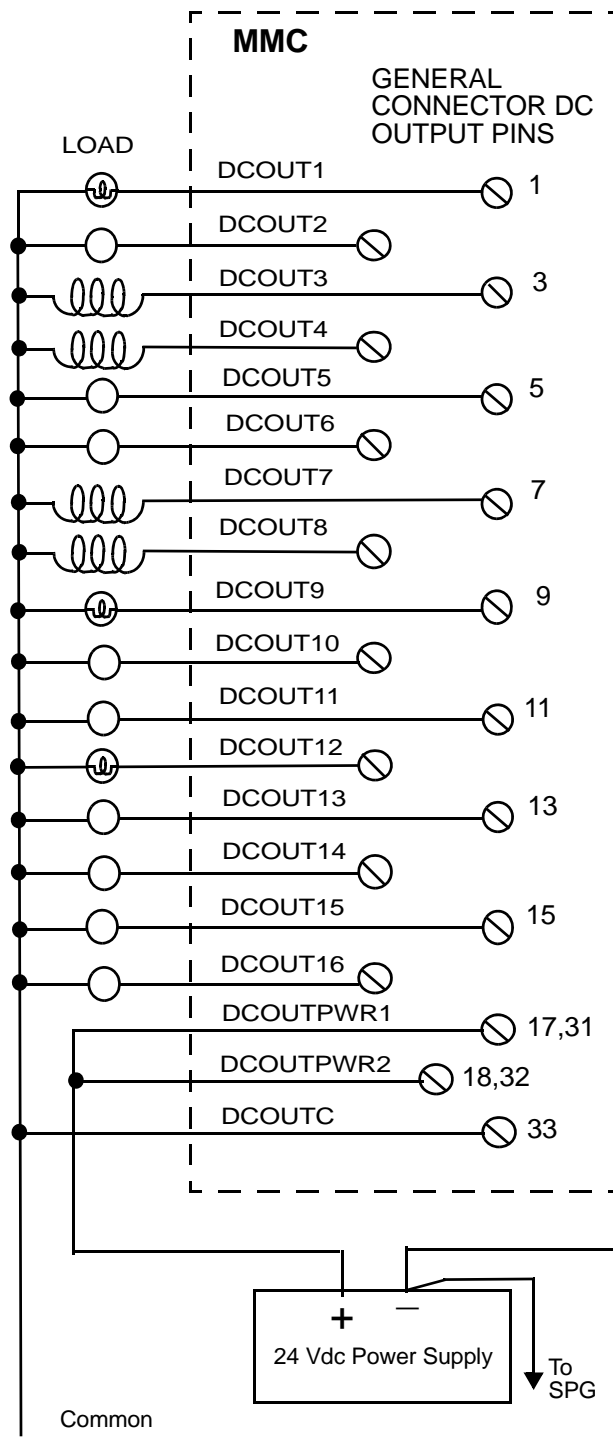 MMC
GENERAL
CONNECTOR DC
OUTPUT PINS
LOAD
DCOUT1
1
DCOUT2
DCOUT3
3
DCOUT4
DCOUT5
5
DCOUT6
DCOUT7
7
DCOUT8
DCOUT9
9
DCOUT10
DCOUT11
11
DCOUT12
DCOUT13
13
DCOUT14
DCOUT15
15
DCOUT16
DCOUTPWR1
17,31
DCOUTPWR2
18,32
DCOUTC
33
+ —
24 Vdc Power Supply
To
SPG
Common